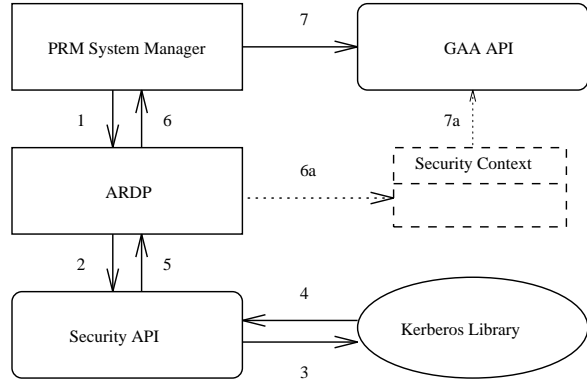 7
PRM System Manager
GAA API
1
6
7a
Security Context
6a
ARDP
2
5
4
Security API
Kerberos Library
3